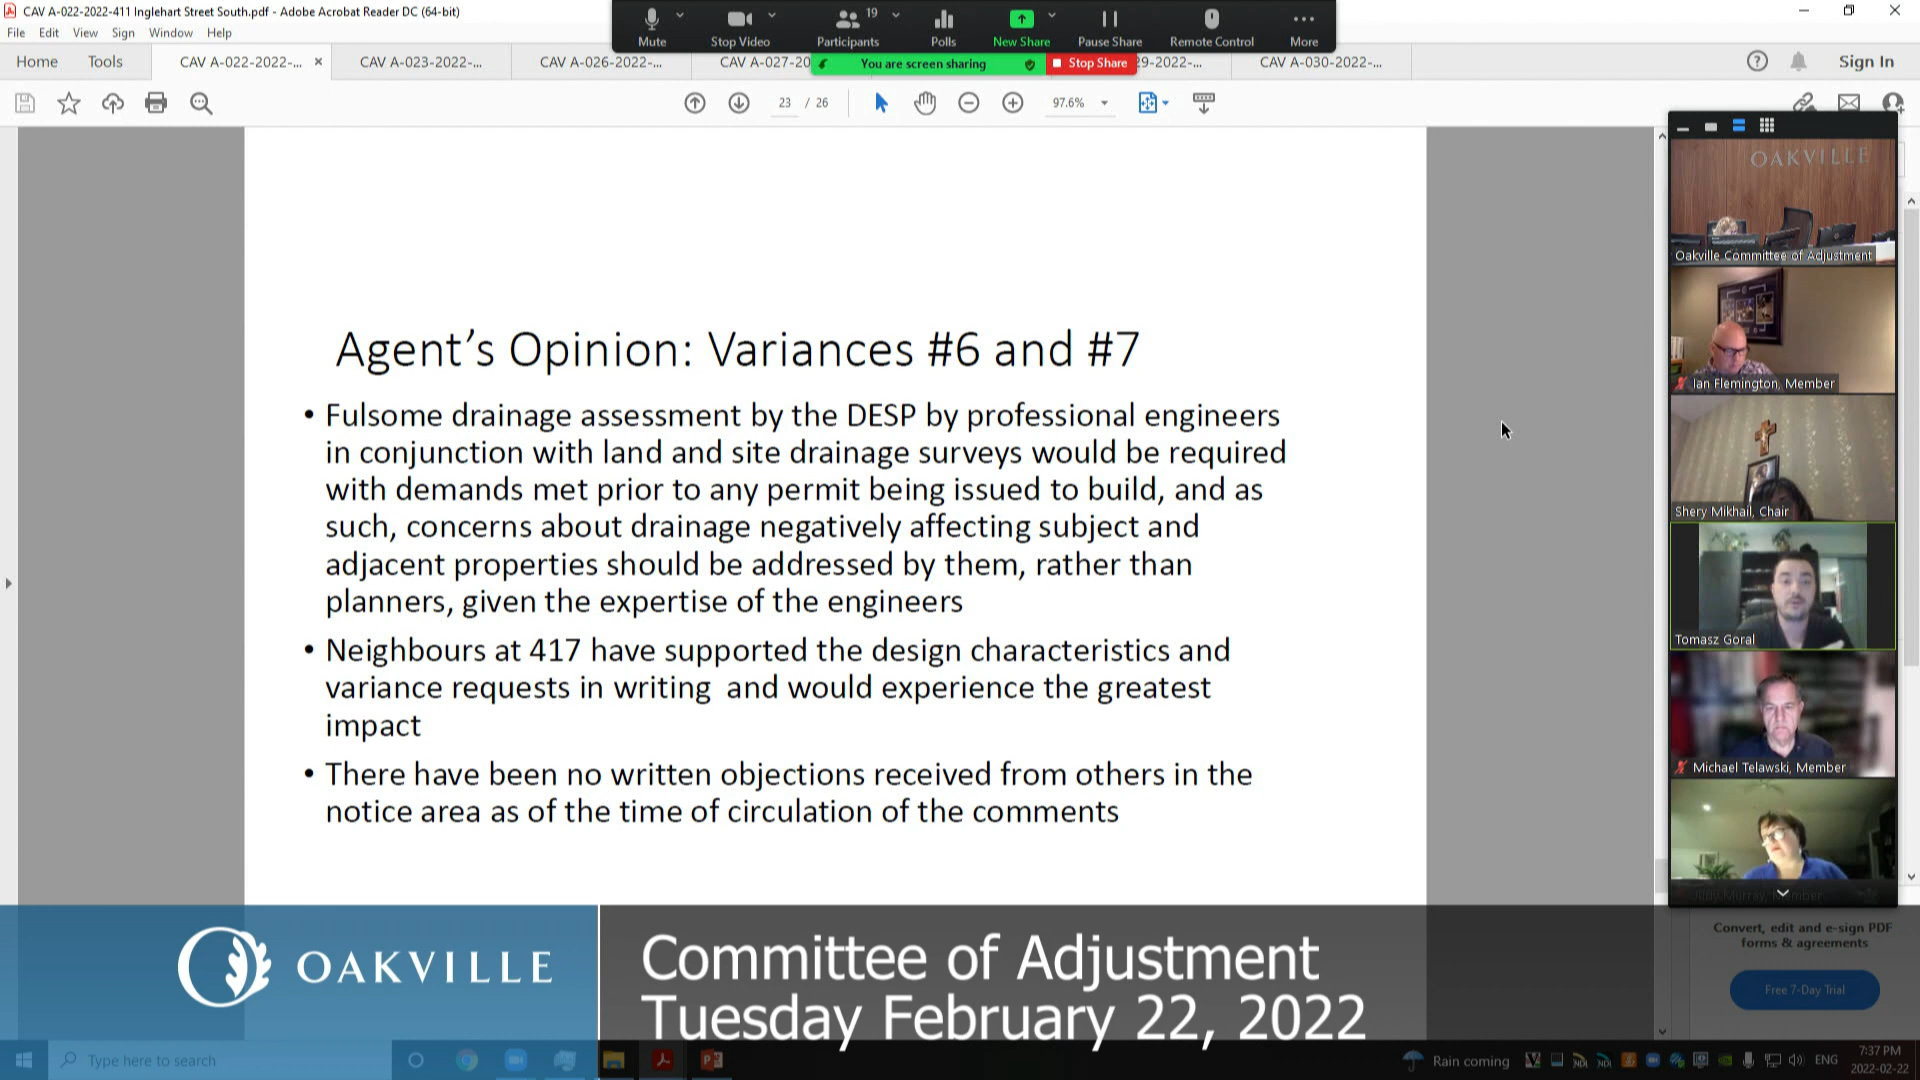 CAV A-022-2022-411 Inglehart Street South.pdf - Adobe Acrobat Reader DC (64-bit)
File Edit View Sign Window Help
Mute Stop Video Participants 19 Polls New Share Pause Share Remote Control More
You are screen sharing Stop Share
Home Tools CAV A-022-2022-... × CAV A-023-2022-... CAV A-026-2022-... CAV A-027-20 29-2022-... CAV A-030-2022-... Sign In
23 / 26 97.6%
Agent's Opinion: Variances #6 and #7
• Fulsome drainage assessment by the DESP by professional engineers
in conjunction with land and site drainage surveys would be required
with demands met prior to any permit being issued to build, and as
such, concerns about drainage negatively affecting subject and
adjacent properties should be addressed by them, rather than
planners, given the expertise of the engineers
• Neighbours at 417 have supported the design characteristics and
variance requests in writing and would experience the greatest
impact
• There have been no written objections received from others in the
notice area as of the time of circulation of the comments
OAKVILLE
Oakville Committee of Adjustment
Ian Flemington, Member
Shery Mikhail, Chair
Tomasz Goral
Michael Telawski, Member
Convert, edit and e-sign PDF
forms & agreements
Free 7-Day Trial
OAKVILLE
Committee of Adjustment
Tuesday February 22, 2022
Type here to search
Rain coming
ENG
7:37 PM
2022-02-22